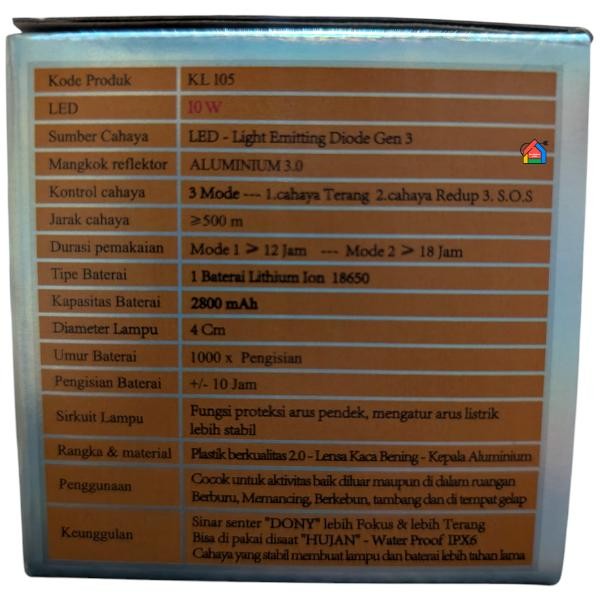 Kode Produk KL 105
LED 10 W
Sumber Cahaya LED - Light Emitting Diode Gen 3
Mangkok reflektor ALUMINIUM 3.0
Kontrol cahaya 3 Mode --- 1.cahaya Terang 2.cahaya Redup 3. S.O.S
Jarak cahaya ≥500 m
Durasi pemakaian Mode 1 ≥ 12 Jam --- Mode 2 ≥ 18 Jam
Tipe Baterai 1 Baterai Lithium Ion 18650
Kapasitas Baterai 2800 mAh
Diameter Lampu 4 Cm
Umur Baterai 1000 x Pengisian
Pengisian Baterai +/- 10 Jam
Sirkuit Lampu Fungsi proteksi arus pendek, mengatur arus listrik
lebih stabil
Rangka & material Plastik berkualitas 2.0 - Lensa Kaca Bening - Kepala Aluminium
Penggunaan Cocok untuk aktivitas baik diluar maupun di dalam ruangan
Berburu, Memancing, Berkebun, tambang dan di tempat gelap
Keunggulan Sinar senter "DONY" lebih Fokus & lebih Terang
Bisa di pakai disaat "HUJAN" - Water Proof IPX6
Cahaya yang stabil membuat lampu dan baterai lebih tahan lama